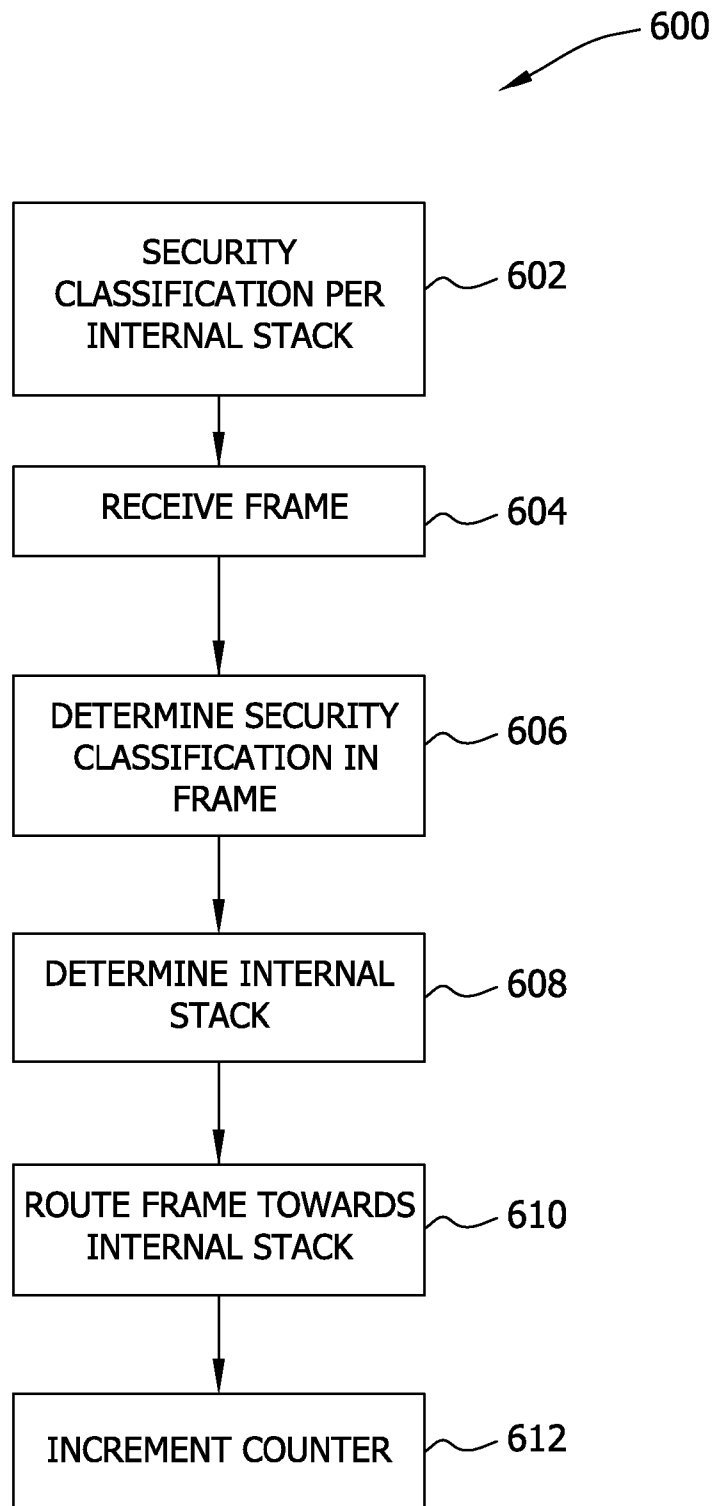 600
SECURITY
CLASSIFICATION PER
INTERNAL STACK
602
RECEIVE FRAME
604
DETERMINE SECURITY
CLASSIFICATION IN
FRAME
606
DETERMINE INTERNAL
STACK
608
ROUTE FRAME TOWARDS
INTERNAL STACK
610
INCREMENT COUNTER
612